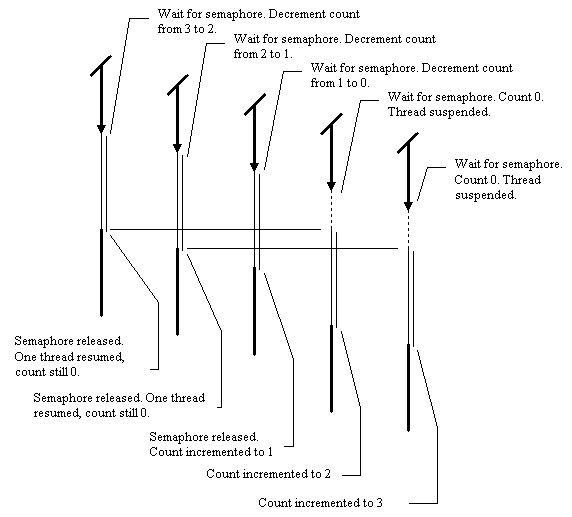 Wait for semaphore. Decrement count
from 3 to 2.
Wait for semaphore. Decrement count
from 2 to 1.
Wait for semaphore. Decrement count
from 1 to 0.
Wait for semaphore. Count 0.
Thread suspended.
Wait for semaphore.
Count 0. Thread
suspended.
Semaphore released.
One thread resumed,
count still 0.
Semaphore released. One thread
resumed, count still 0.
Semaphore released.
Count incremented to 1
Count incremented to 2
Count incremented to 3